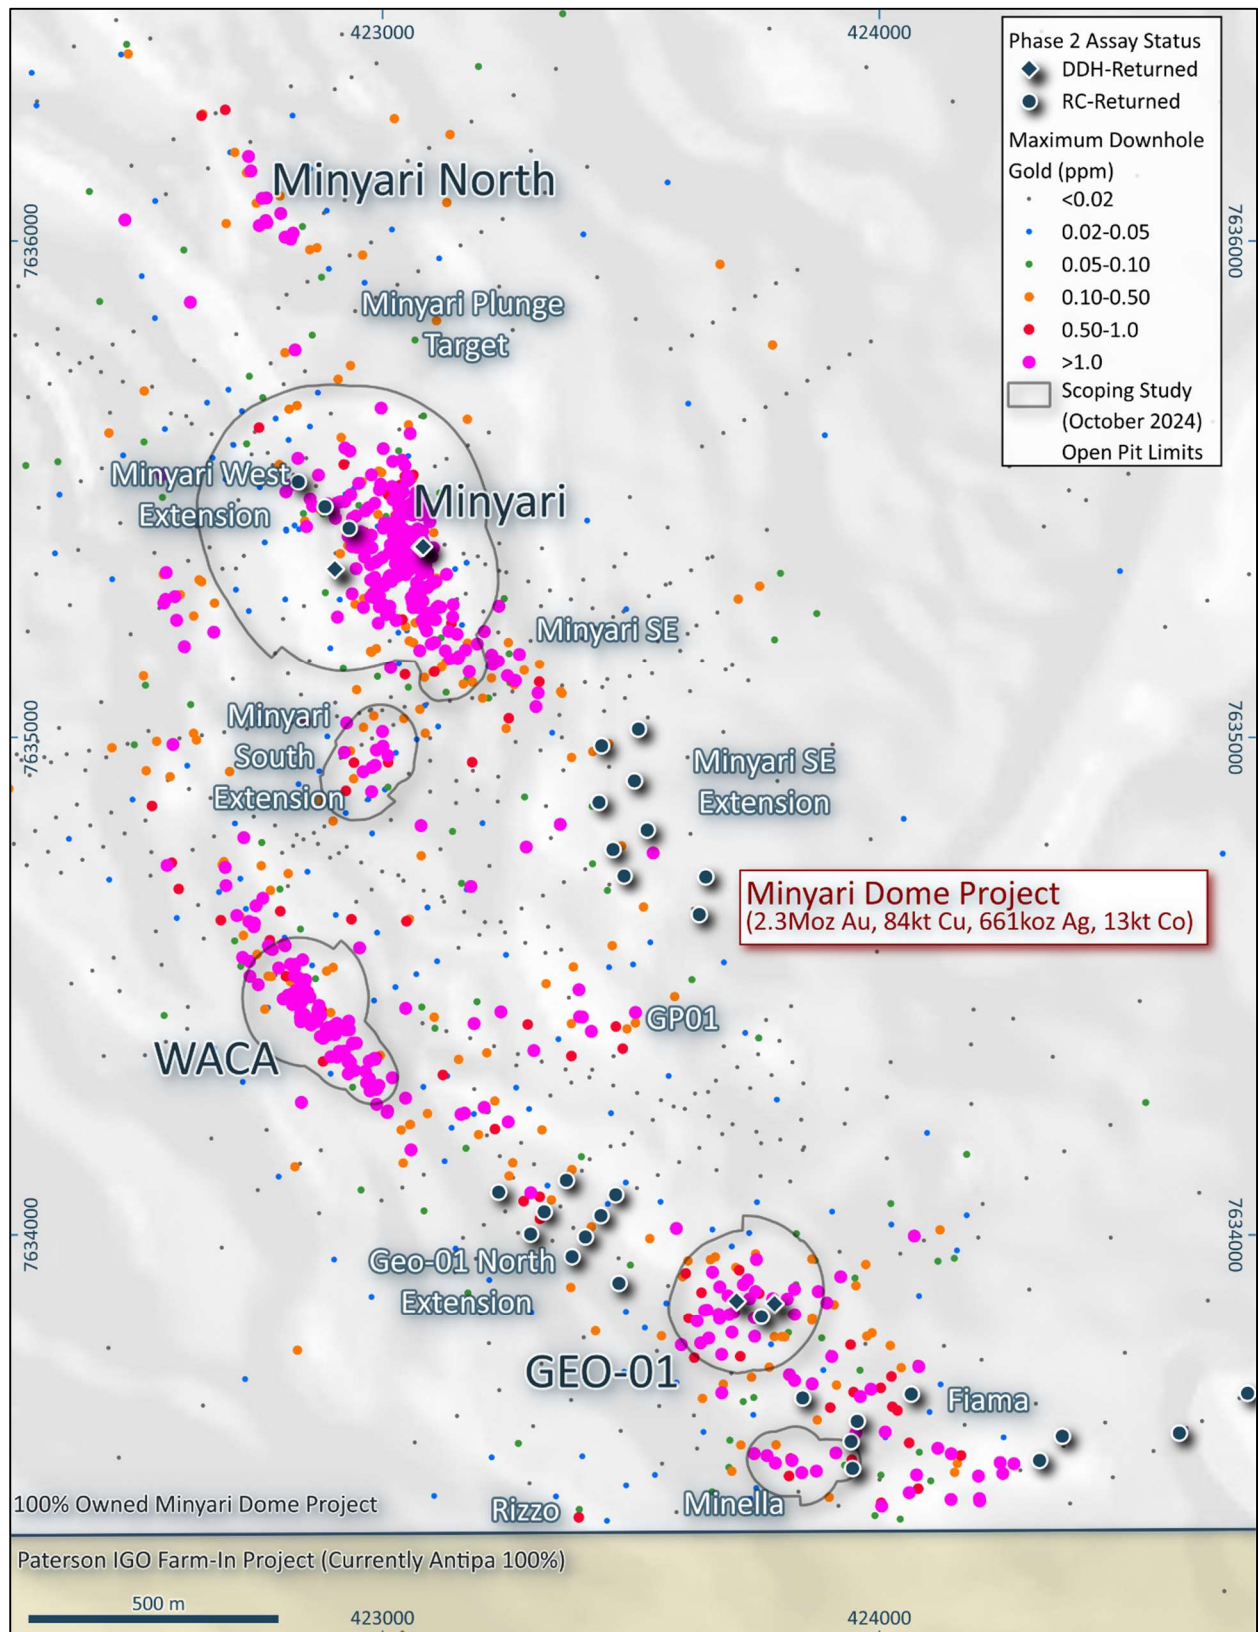 423000
424000
Phase 2 Assay Status
DDH-Returned
RC-Returned
Maximum Downhole
Gold (ppm)
<0.02
0.02-0.05
0.05-0.10
0.10-0.50
0.50-1.0
>1.0
Scoping Study
(October 2024)
Open Pit Limits
Minyari North
7636000
7636000
Minyari Plunge
Target
Minyari West
Extension
Minyari
Minyari SE
Minyari
South
Extension
7635000
7635000
Minyari SE
Extension
Minyari Dome Project
(2.3Moz Au, 84kt Cu, 661koz Ag, 13kt Co)
GP01
WACA
7634000
7634000
Geo-01 North
Extension
GEO-01
Fiama
Minella
Rizzo
100% Owned Minyari Dome Project
Paterson IGO Farm-In Project (Currently Antipa 100%)
500 m
423000
424000